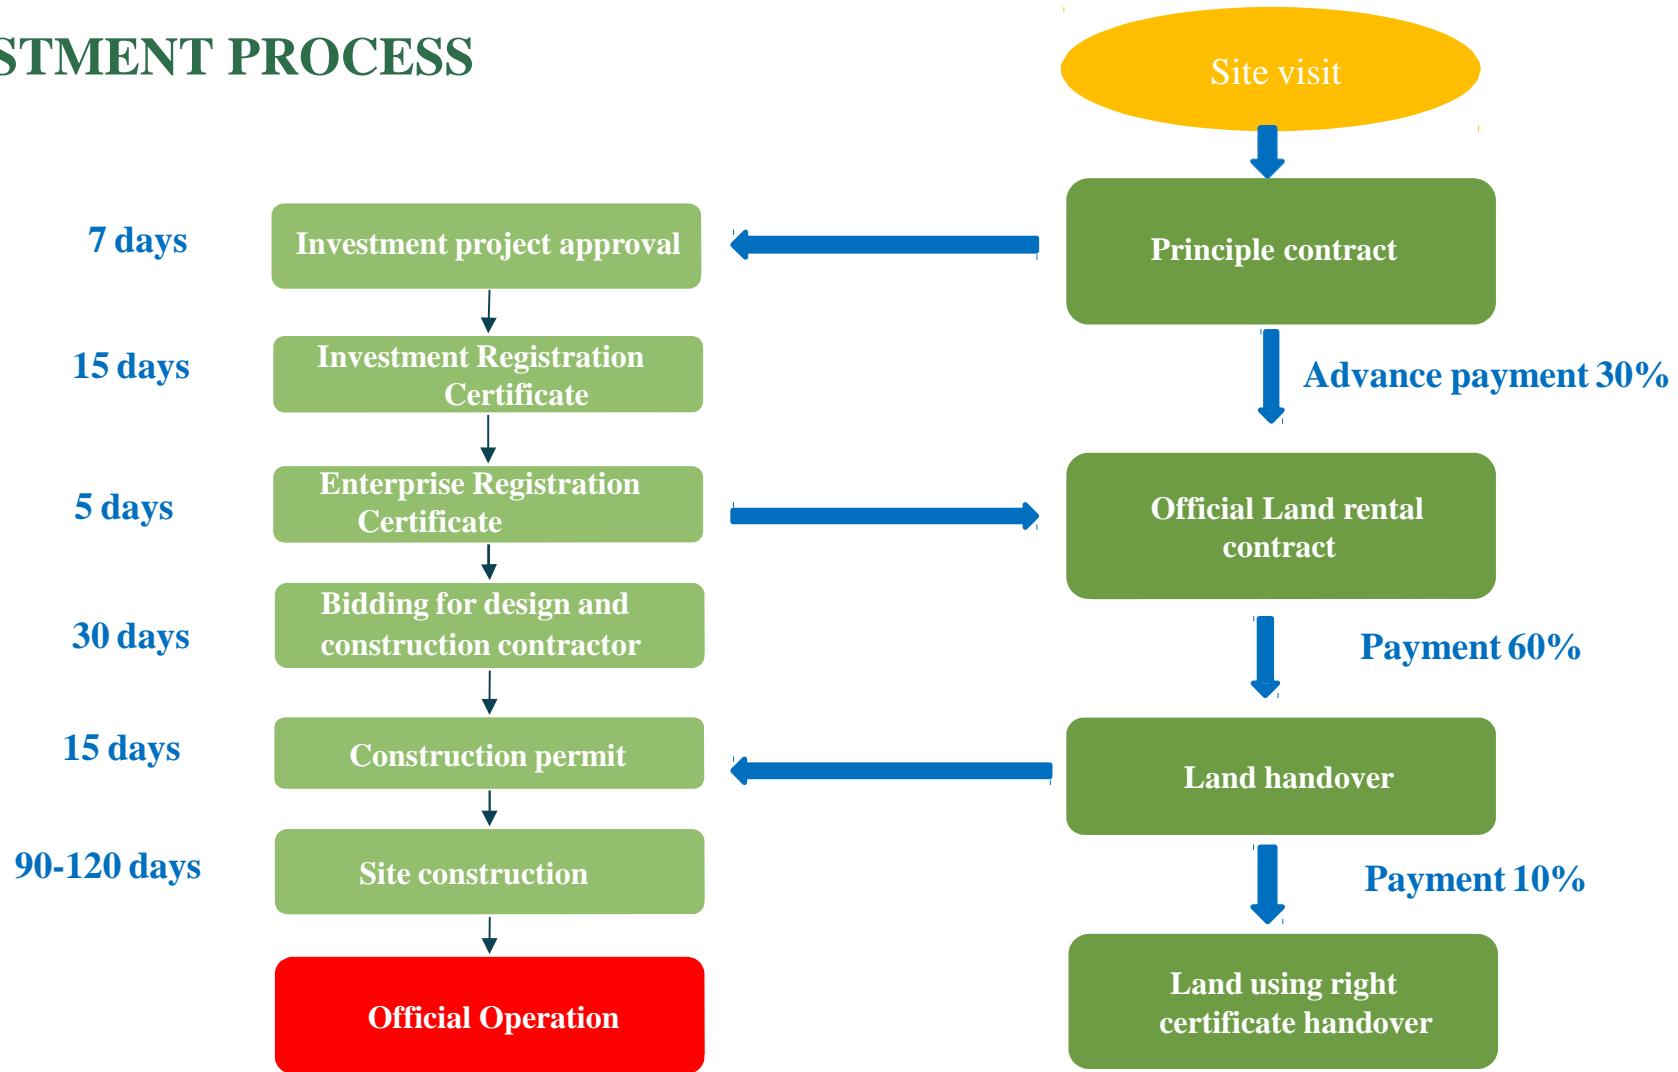 STMENT PROCESS
Site visit
7 days
Investment project approval
Principle contract
15 days
Investment Registration
Certificate
Advance payment 30%
5 days
Enterprise Registration
Certificate
Official Land rental
contract
30 days
Bidding for design and
construction contractor
Payment 60%
15 days
Construction permit
Land handover
90-120 days
Site construction
Payment 10%
Official Operation
Land using right
certificate handover